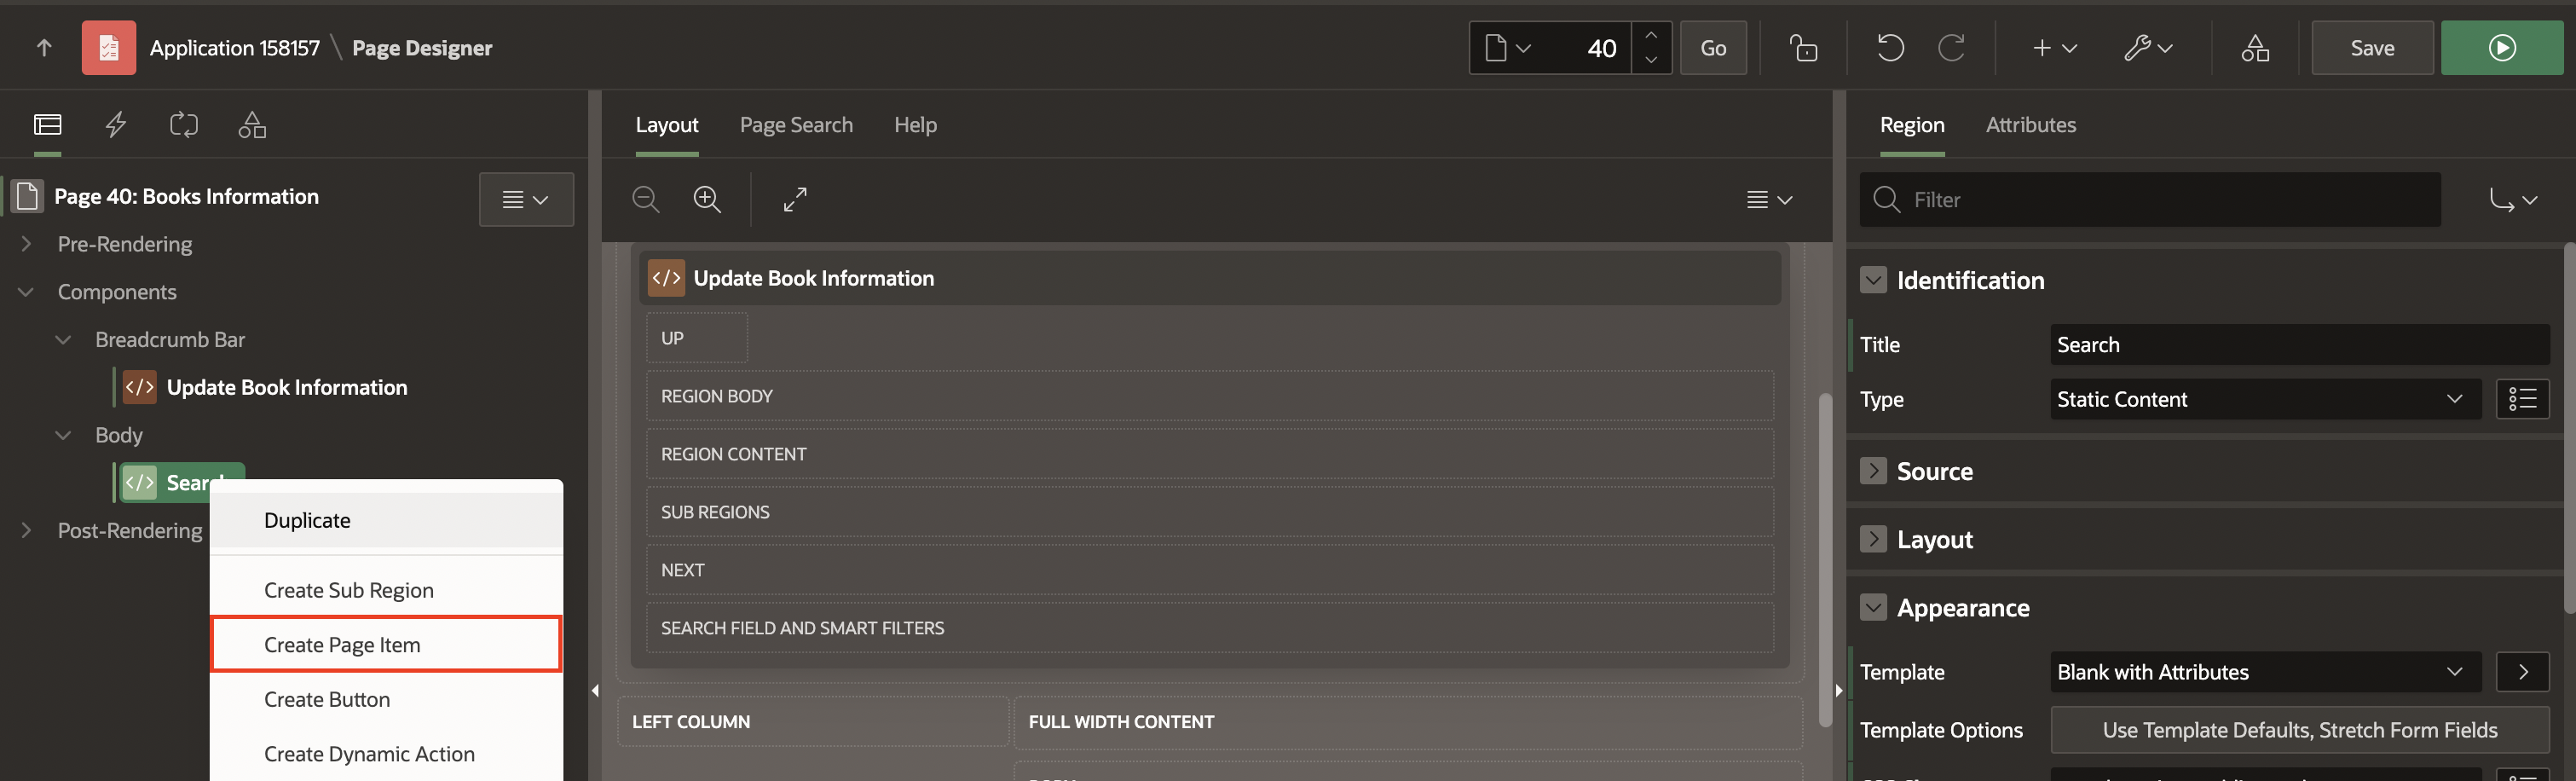 Application 158157 \ Page Designer
40
Go
Save
Layout
Page Search
Help
Region
Attributes
Page 40: Books Information
Pre-Rendering
Components
Breadcrumb Bar
</> Update Book Information
Body
</> Sear
Post-Rendering
Duplicate
Create Sub Region
Create Page Item
Create Button
Create Dynamic Action
</> Update Book Information
UP
REGION BODY
REGION CONTENT
SUB REGIONS
NEXT
SEARCH FIELD AND SMART FILTERS
LEFT COLUMN
FULL WIDTH CONTENT
Filter
Identification
Title
Search
Type
Static Content
Source
Layout
Appearance
Template
Blank with Attributes
Template Options
Use Template Defaults, Stretch Form Fields